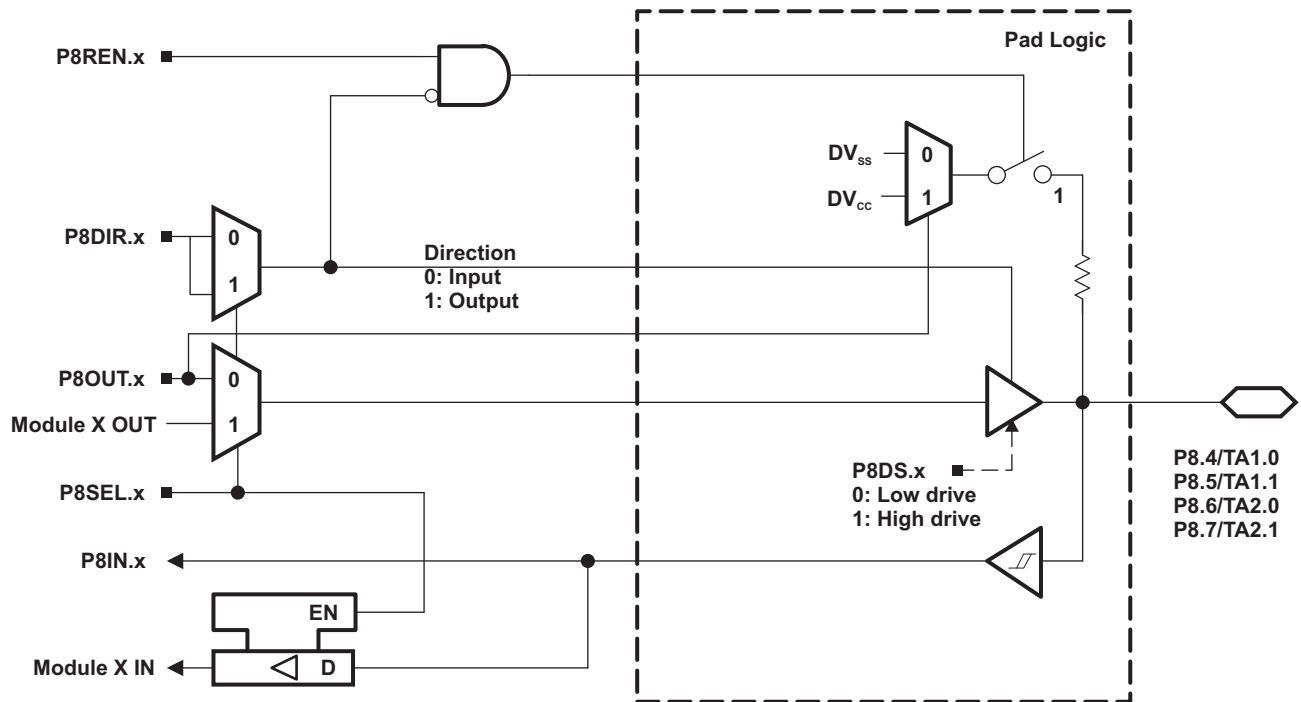 Pad Logic
P8REN.x
DVSS
0
DVCC
1
1
P8DIR.x
0
1
Direction
0: Input
1: Output
P8OUT.x
0
Module X OUT
1
P8DS.x
0: Low drive
1: High drive
P8.4/TA1.0
P8.5/TA1.1
P8.6/TA2.0
P8.7/TA2.1
P8SEL.x
P8IN.x
EN
Module X IN
D